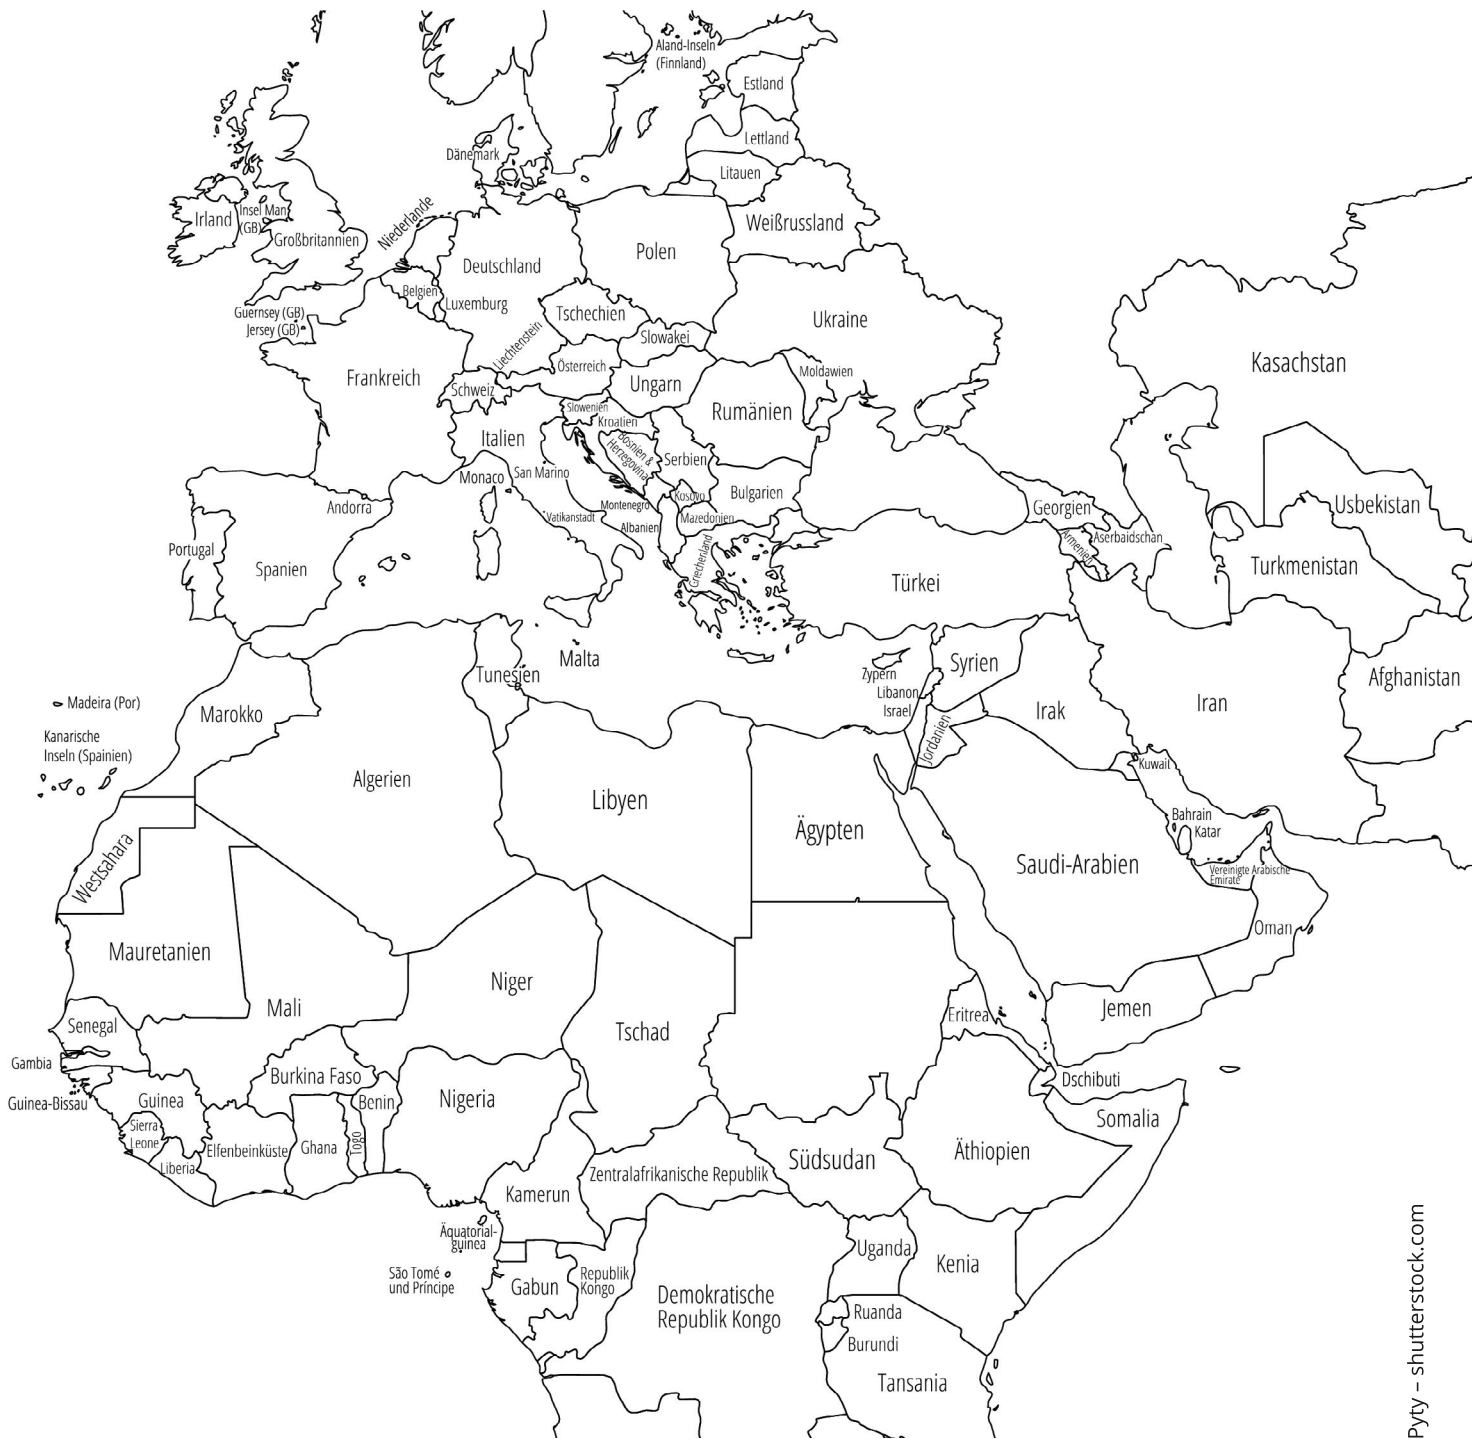 Aland-Inseln
(Finnland)
Estland
Lettland
Dänemark
Litauen
Irland
Insel Man
(GB)
Großbritannien
Niederlande
Weißrussland
Polen
Deutschland
Belgien
Luxemburg
Guernsey (GB)
Jersey (GB)
Tschechien
Ukraine
Slowakei
Liechtenstein
Österreich
Kasachstan
Moldawien
Frankreich
Schweiz
Ungarn
Rumänien
Slowenien
Kroatien
Italien
Bosnien &
Herzegovina
Serbien
San Marino
Monaco
Kosovo
Bulgarien
Andorra
Montenegro
Vatikanstadt
Mazedonien
Albanien
Georgien
Usbekistan
Armenien
Aserbaidschan
Portugal
Spanien
Griechenland
Turkmenistan
Türkei
Malta
Tunesien
Syrien
Zypern
Libanon
Israel
Afghanistan
Madeira (Por)
Marokko
Irak
Iran
Jordanien
Kanarische
Inseln (Spainien)
Kuwait
Algerien
Libyen
Ägypten
Bahrain
Katar
Westsahara
Saudi-Arabien
Vereinigte Arabische
Emirate
Oman
Mauretanien
Niger
Mali
Jemen
Eritrea
Senegal
Tschad
Gambia
Burkina Faso
Dschibuti
Guinea-Bissau
Guinea
Benin
Nigeria
Somalia
Sierra
Leone
Elfenbeinküste
Ghana
Togo
Äthiopien
Liberia
Südsudan
Zentralafrikanische Republik
Kamerun
Äquatorial-
guinea
Uganda
Kenia
São Tomé
und Príncipe
Gabun
Republik
Kongo
Demokratische
Republik Kongo
Ruanda
Burundi
Tansania
Pyty – shutterstock.com